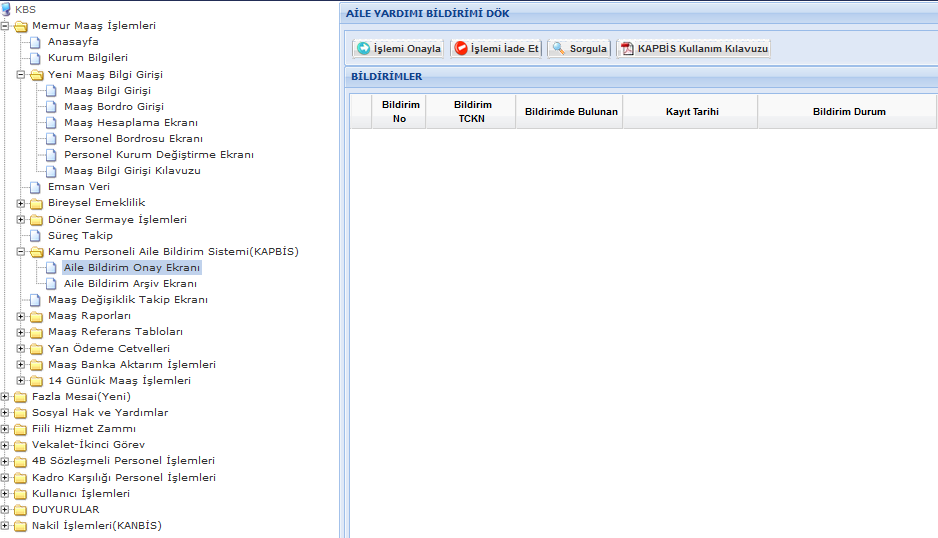 KBS
Memur Maaş İşlemleri
Anasayfa
Kurum Bilgileri
Yeni Maaş Bilgi Girişi
Maaş Bilgi Girişi
Maaş Bordro Girişi
Maaş Hesaplama Ekranı
Personel Bordrosu Ekranı
Personel Kurum Değiştirme Ekranı
Maaş Bilgi Girişi Kılavuzu
Emsan Veri
Bireysel Emeklilik
Döner Sermaye İşlemleri
Süreç Takip
Kamu Personeli Aile Bildirim Sistemi(KAPBİS)
Aile Bildirim Onay Ekranı
Aile Bildirim Arşiv Ekranı
Maaş Değişiklik Takip Ekranı
Maaş Raporları
Maaş Referans Tabloları
Yan Ödeme Cetvelleri
Maaş Banka Aktarım İşlemleri
14 Günlük Maaş İşlemleri
Fazla Mesai(Yeni)
Sosyal Hak ve Yardımlar
Fiili Hizmet Zammı
Vekalet-İkinci Görev
4B Sözleşmeli Personel İşlemleri
Kadro Karşılığı Personel İşlemleri
Kullanıcı İşlemleri
DUYURULAR
Nakil İşlemleri(KANBİS)
AİLE YARDIMI BİLDİRİMİ DÖK
İşlemi Onayla İşlemi İade Et Sorgula KAPBİS Kullanım Kılavuzu
BİLDİRİMLER
Bildirim No Bildirim TCKN Bildirimde Bulunan Kayıt Tarihi Bildirim Durum